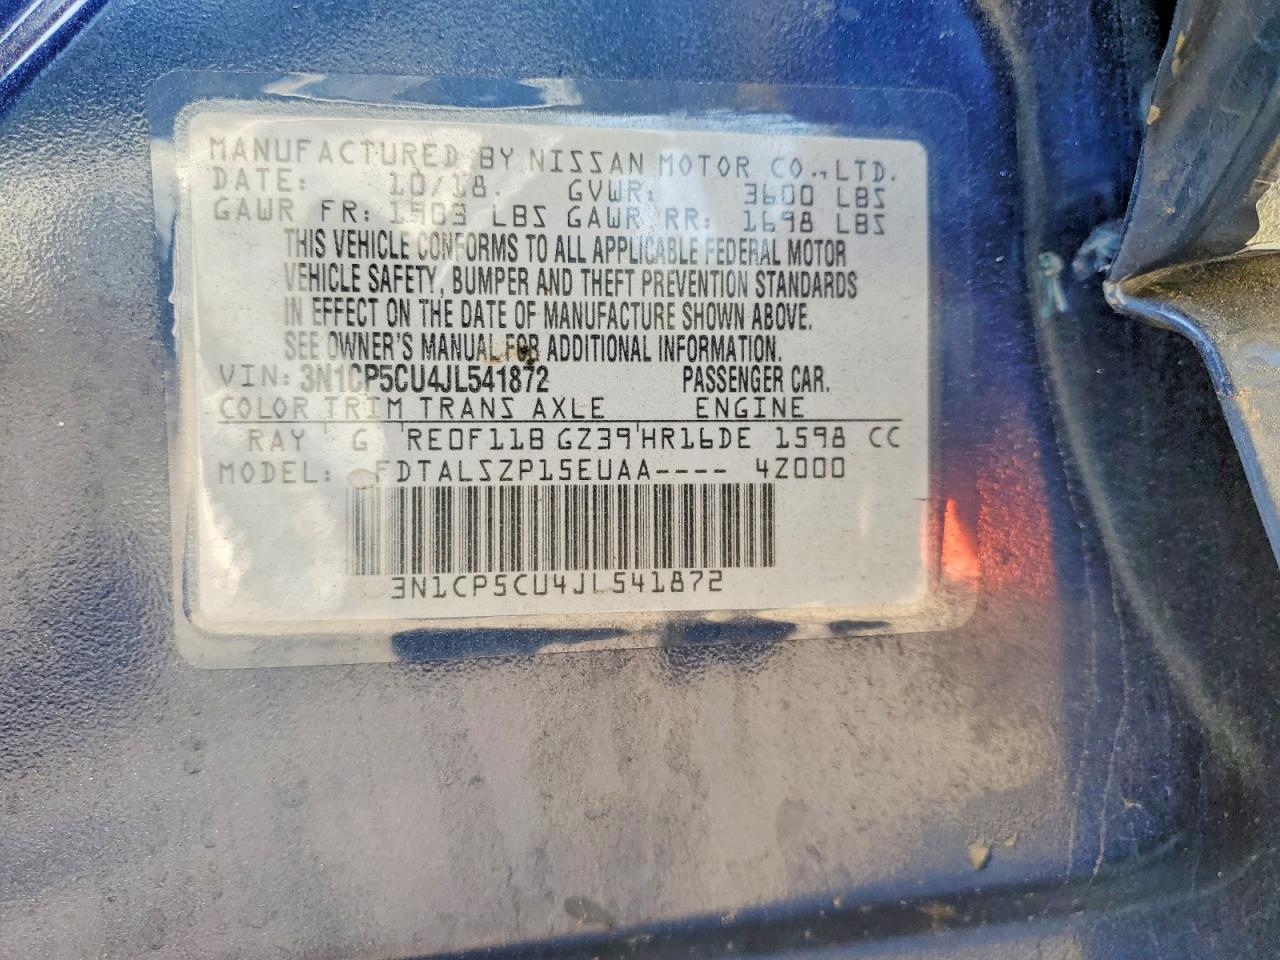 MANUFACTURED BY NISSAN MOTOR CO., LTD.
DATE: 10/18 GVWR: 3600 LBS
GAWR FR: 1903 LBS GAWR RR: 1698 LBS
THIS VEHICLE CONFORMS TO ALL APPLICABLE FEDERAL MOTOR
VEHICLE SAFETY, BUMPER AND THEFT PREVENTION STANDARDS
IN EFFECT ON THE DATE OF MANUFACTURE SHOWN ABOVE.
SEE OWNER'S MANUAL FOR ADDITIONAL INFORMATION.
VIN: 3N1CP5CU4JL541872 PASSENGER CAR.
COLOR TRIM TRANS AXLE ENGINE
RAY G RE0F11B GZ39 HR16DE 1598 CC
MODEL: FDTALSZP15EUAA---- 4Z000
3N1CP5CU4JL541872